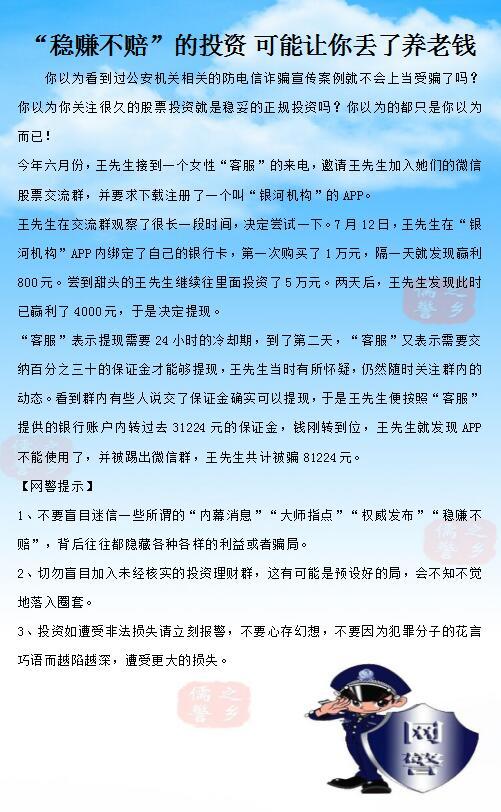 “稳赚不赔”的投资 可能让你丢了养老钱
你以为看到过公安机关相关的防电信诈骗宣传案例就不会上当受骗了吗？
你以为你关注很久的股票投资就是稳妥的正规投资吗？你以为的都只是你以为
而已！
今年六月份，王先生接到一个女性“客服”的来电，邀请王先生加入她们的微信
股票交流群，并要求下载注册了一个叫“银河机构”的 APP。
王先生在交流群观察了很长一段时间，决定尝试一下。7 月 12 日，王先生在“银
河机构”APP 内绑定了自己的银行卡，第一次购买了 1 万元，隔一天就发现赢利
800元。尝到甜头的王先生继续往里面投资了 5 万元。两天后，王先生发现此时
已赢利了 4000 元，于是决定提现。
“客服”表示提现需要 24 小时的冷却期，到了第二天，“客服”又表示需要交
纳百分之三十的保证金才能够提现，王先生当时有所怀疑，仍然随时关注群内的
动态。看到群内有些人说交了保证金确实可以提现，于是王先生便按照“客服”
提供的银行账户内转过去 31224 元的保证金，钱刚转到位，王先生就发现 APP
不能使用了，并被踢出微信群，王先生共计被骗 81224 元。
【网警提示】
1、不要盲目迷信一些所谓的“内幕消息”“大师指点”“权威发布”“稳赚不
赔”，背后往往都隐藏各种各样的利益或者骗局。
2、切勿盲目加入未经核实的投资理财群，这有可能是预设好的局，会不知不觉
地落入圈套。
3、投资如遭受非法损失请立刻报警，不要心存幻想，不要因为犯罪分子的花言
巧语而越陷越深，遭受更大的损失。
儒之
警乡
儒之
警乡
儒之
警乡
儒之
警乡
网
警